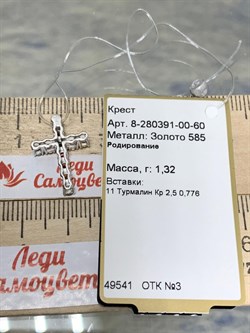 Крест
Арт. 8-280391-00-60
Металл: Золото 585
Родирование
Масса, г: 1,32
Вставки:
11 Турмалин Кр 2,5 0,776
49541 ОТК №3
Леди
Самоцвет
Леди
Самоцвет